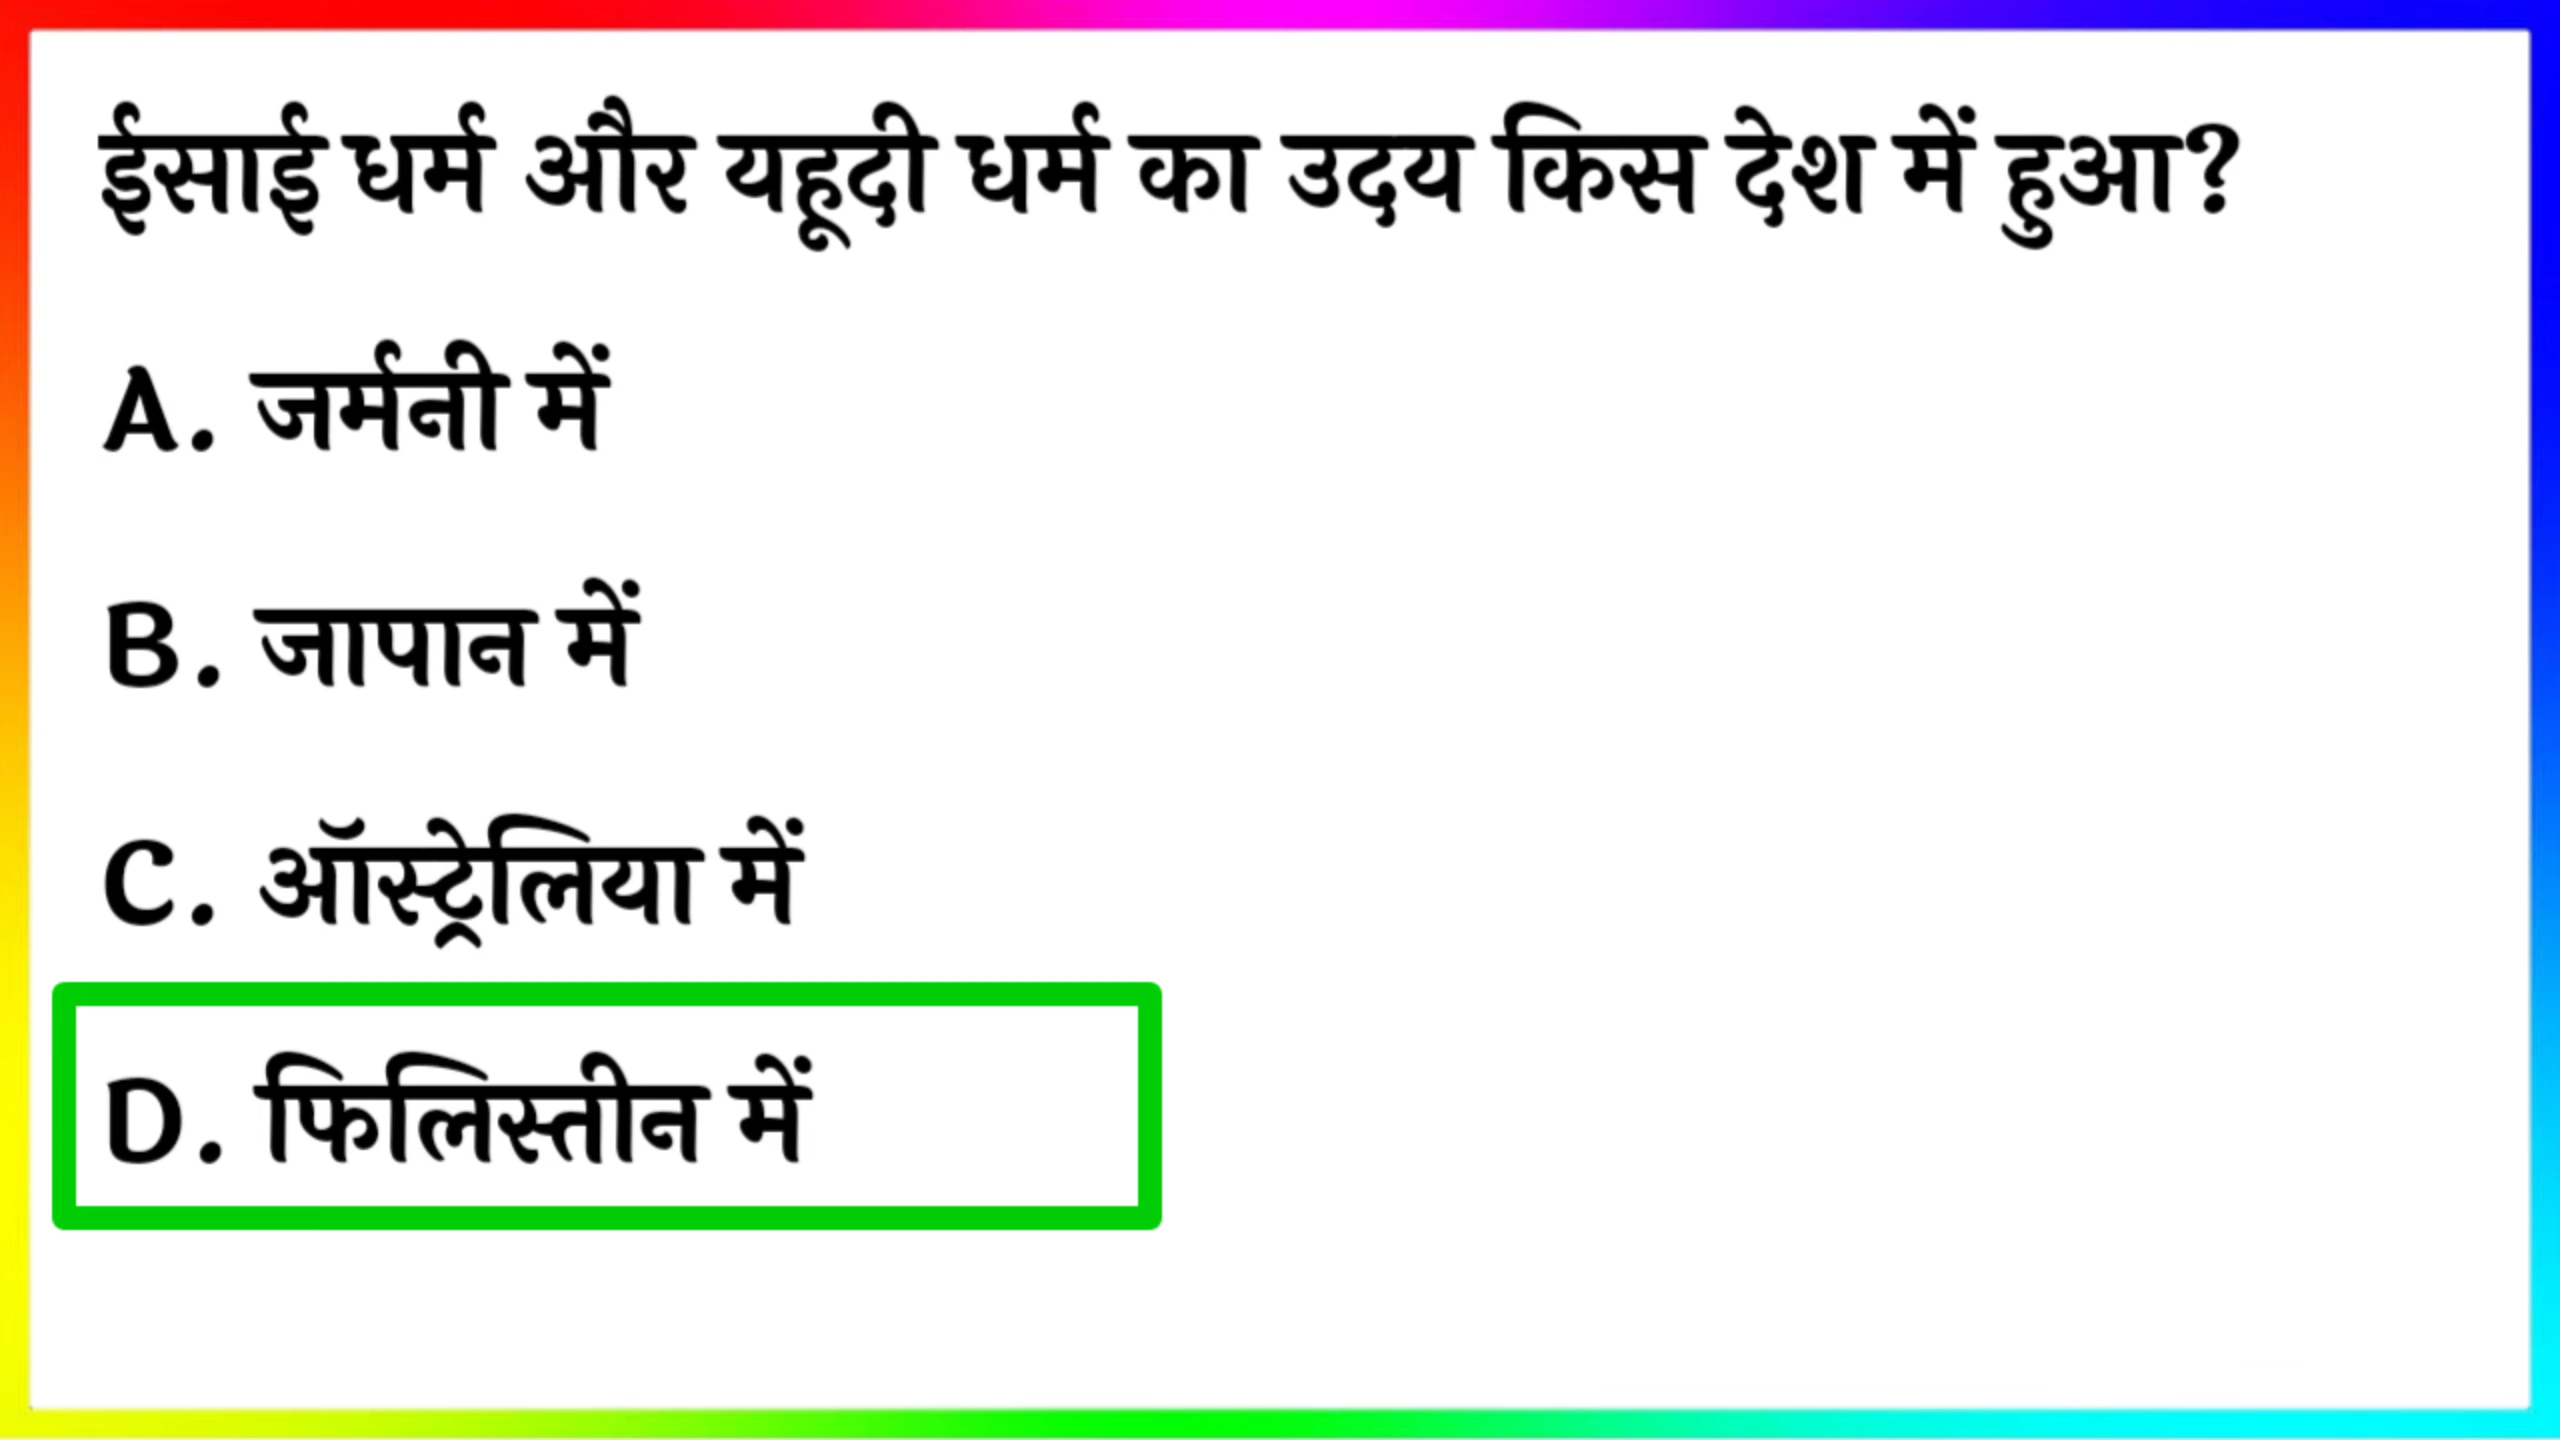 ईसाई धर्म और यहूदी धर्म का उदय किस देश में हुआ?
A. जर्मनी में
B. जापान में
C. ऑस्ट्रेलिया में
D. फिलिस्तीन में